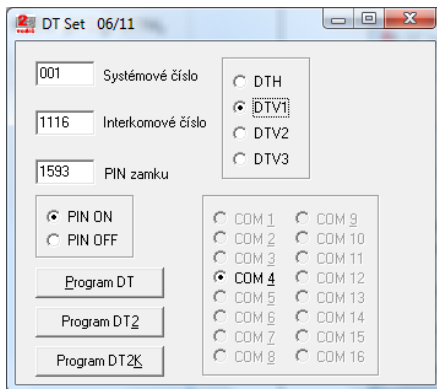 DT Set 06/11
001 Systémové číslo
1116 Interkomové číslo
1593 PIN zamku
DTH
DTV1
DTV2
DTV3
PIN ON
PIN OFF
Program DT
Program DT2
Program DT2K
COM 1 COM 9
COM 2 COM 10
COM 3 COM 11
COM 4 COM 12
COM 5 COM 13
COM 6 COM 14
COM 7 COM 15
COM 8 COM 16